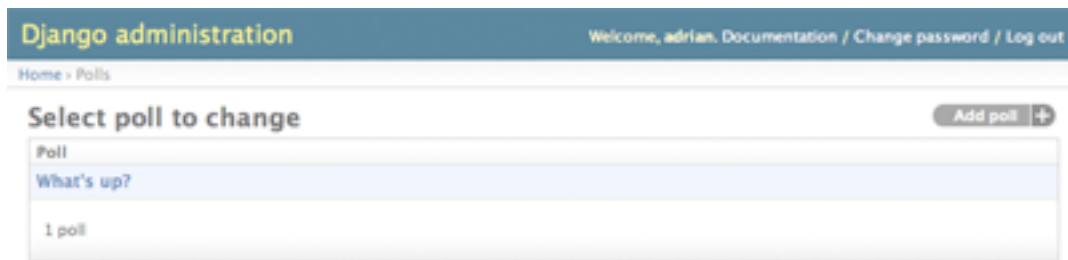 Django administration Welcome, adrian. Documentation / Change password / Log out
Home › Polls
Select poll to change Add poll +
Poll
What's up?
1 poll